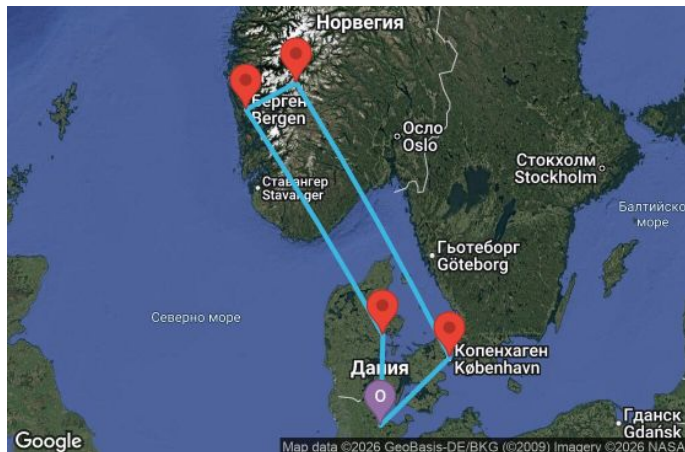 Норвегия
Берген
Bergen
Осло
Oslo
Ставангер
Stavanger
Стокхолм
Stockholm
Балтийско
море
Гьотеборг
Göteborg
Северно море
Копенхаген
København
Дания
O
Гданск
Gdańsk
Google
Map data ©2026 GeoBasis-DE/BKG (©2009) Imagery ©2026 NASA